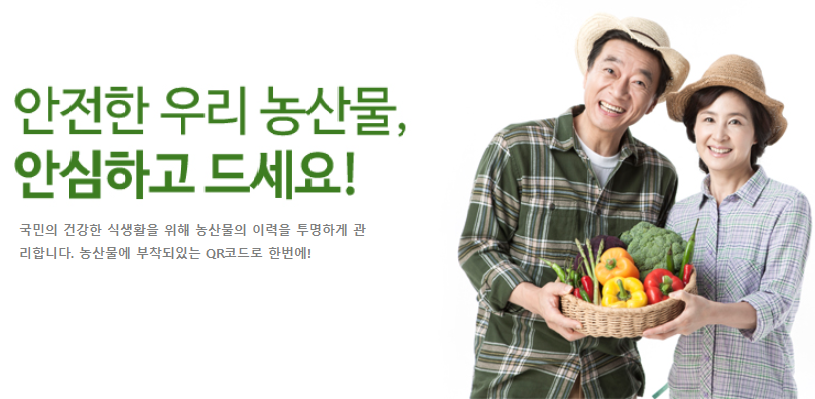 안전한 우리 농산물,
안심하고 드세요!
국민의 건강한 식생활을 위해 농산물의 이력을 투명하게 관
리합니다. 농산물에 부착되있는 QR코드로 한번에!